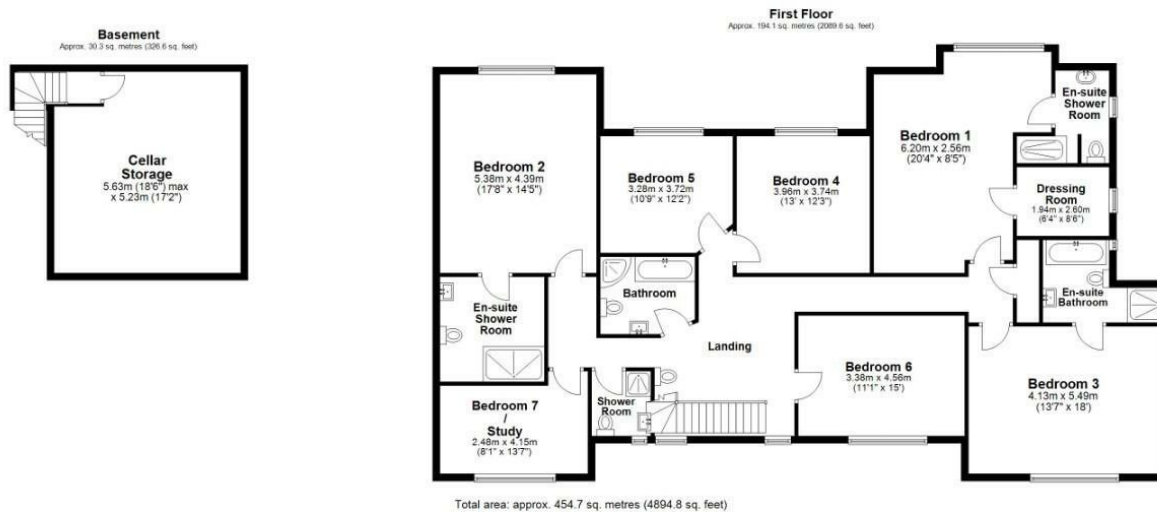 Basement
Approx. 30.3 sq. metres (326.6 sq. feet)
Cellar
Storage
5.63m (18'6") max
x 5.23m (17'2")
First Floor
Approx. 194.1 sq. metres (2089.6 sq. feet)
Bedroom 2
5.38m x 4.39m
(17'8" x 14'5")
Bedroom 5
3.28m x 3.72m
(10'9" x 12'2")
Bedroom 4
3.96m x 3.74m
(13' x 12'3")
Bedroom 1
6.20m x 2.56m
(20'4" x 8'5")
En-suite
Shower
Room
Dressing
Room
1.94m x 2.60m
(6'4" x 8'6")
En-suite
Shower
Room
Bathroom
En-suite
Bathroom
Landing
Bedroom 6
3.38m x 4.56m
(11'1" x 15')
Bedroom 3
4.13m x 5.49m
(13'7" x 18')
Bedroom 7
/
Study
2.48m x 4.15m
(8'1" x 13'7")
Shower
Room
Total area: approx. 454.7 sq. metres (4894.8 sq. feet)